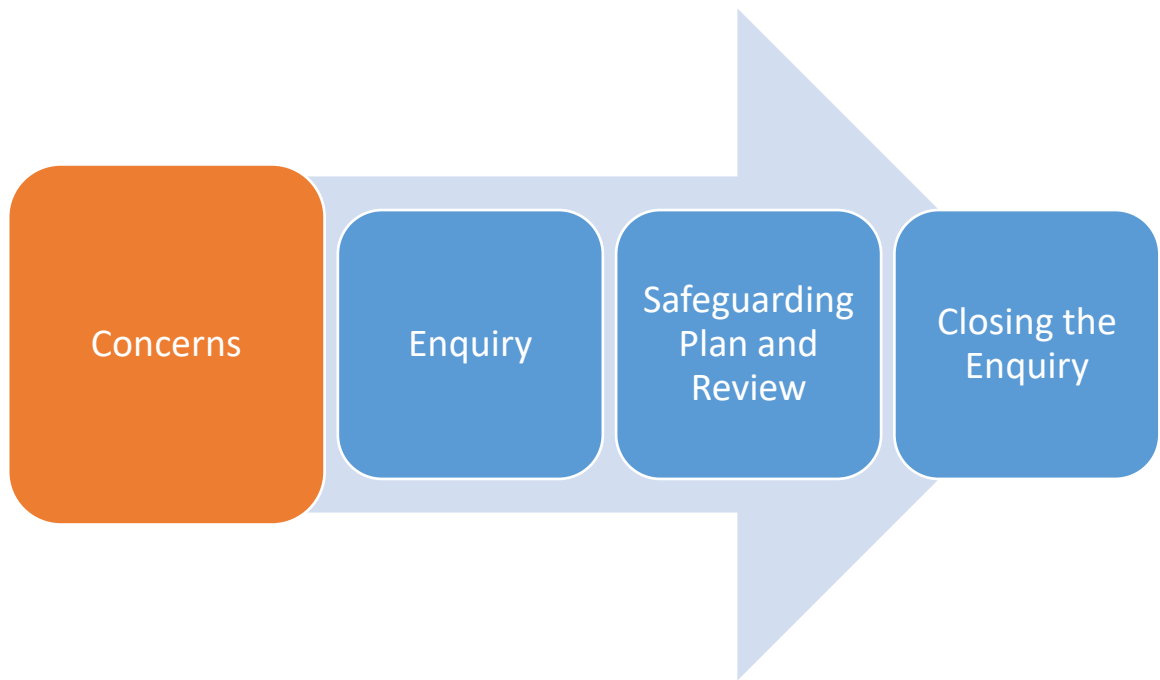 Concerns
Enquiry
Safeguarding
Plan and
Review
Closing the
Enquiry